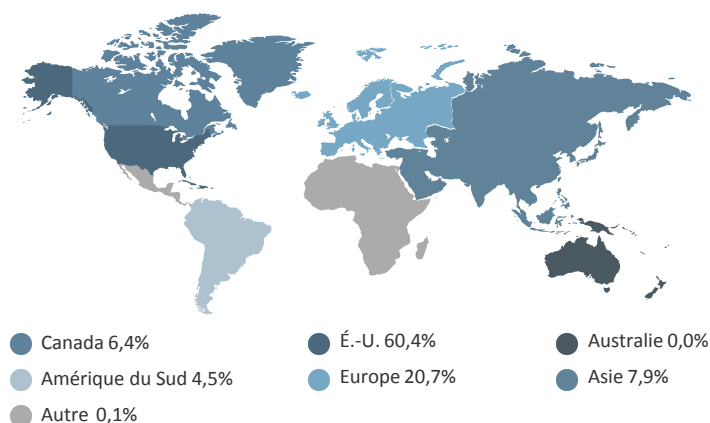 Canada 6,4%
É.-U. 60,4%
Australie 0,0%
Amérique du Sud 4,5%
Europe 20,7%
Asie 7,9%
Autre 0,1%